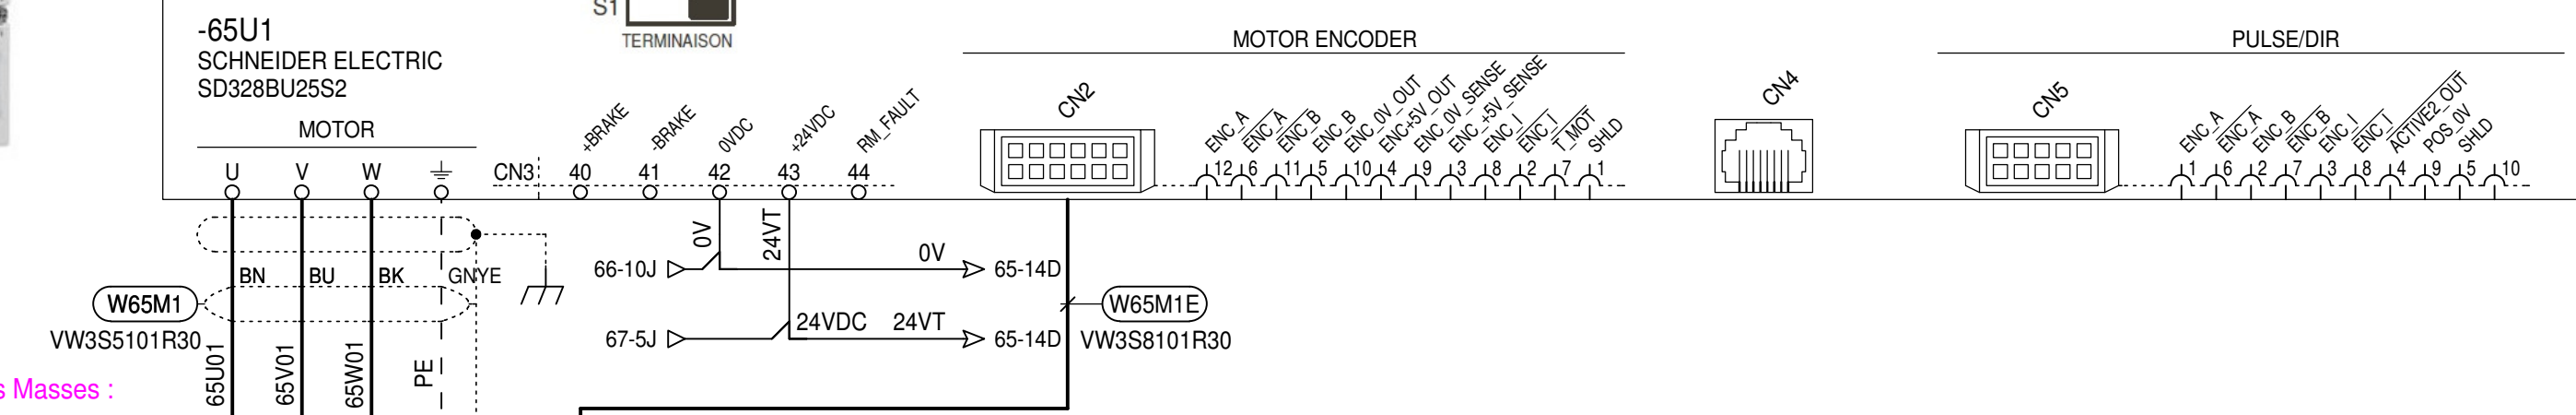 S1
TERMINAISON
-65U1
SCHNEIDER ELECTRIC
SD328BU25S2
MOTOR
U V W
CN3 40 41 42 43 44
+BRAKE
-BRAKE
0VDC
+24VDC
RM_FAULT
MOTOR ENCODER
CN2
ENC_A
ENC_A
ENC_B
ENC_B
ENC_0V_OUT
ENC+5V_OUT
ENC_0V_SENSE
ENC_+5V_SENSE
ENC_I
ENC_I
T_MOT
SHLD
12 6 11 5 10 4 9 3 8 2 7 1
CN4
PULSE/DIR
CN5
ENC_A
ENC_A
ENC_B
ENC_B
ENC_I
ENC_I
ACTIVE2_OUT
POS_0V
SHLD
1 6 2 7 3 8 4 9 5 10
BN BU BK GNYE
W65M1
VW3S5101R30
65U01
65V01
65W01
PE
0V
24VT
66-10J 0V 65-14D
67-5J 24VDC 24VT 65-14D
W65M1E
VW3S8101R30
s Masses :